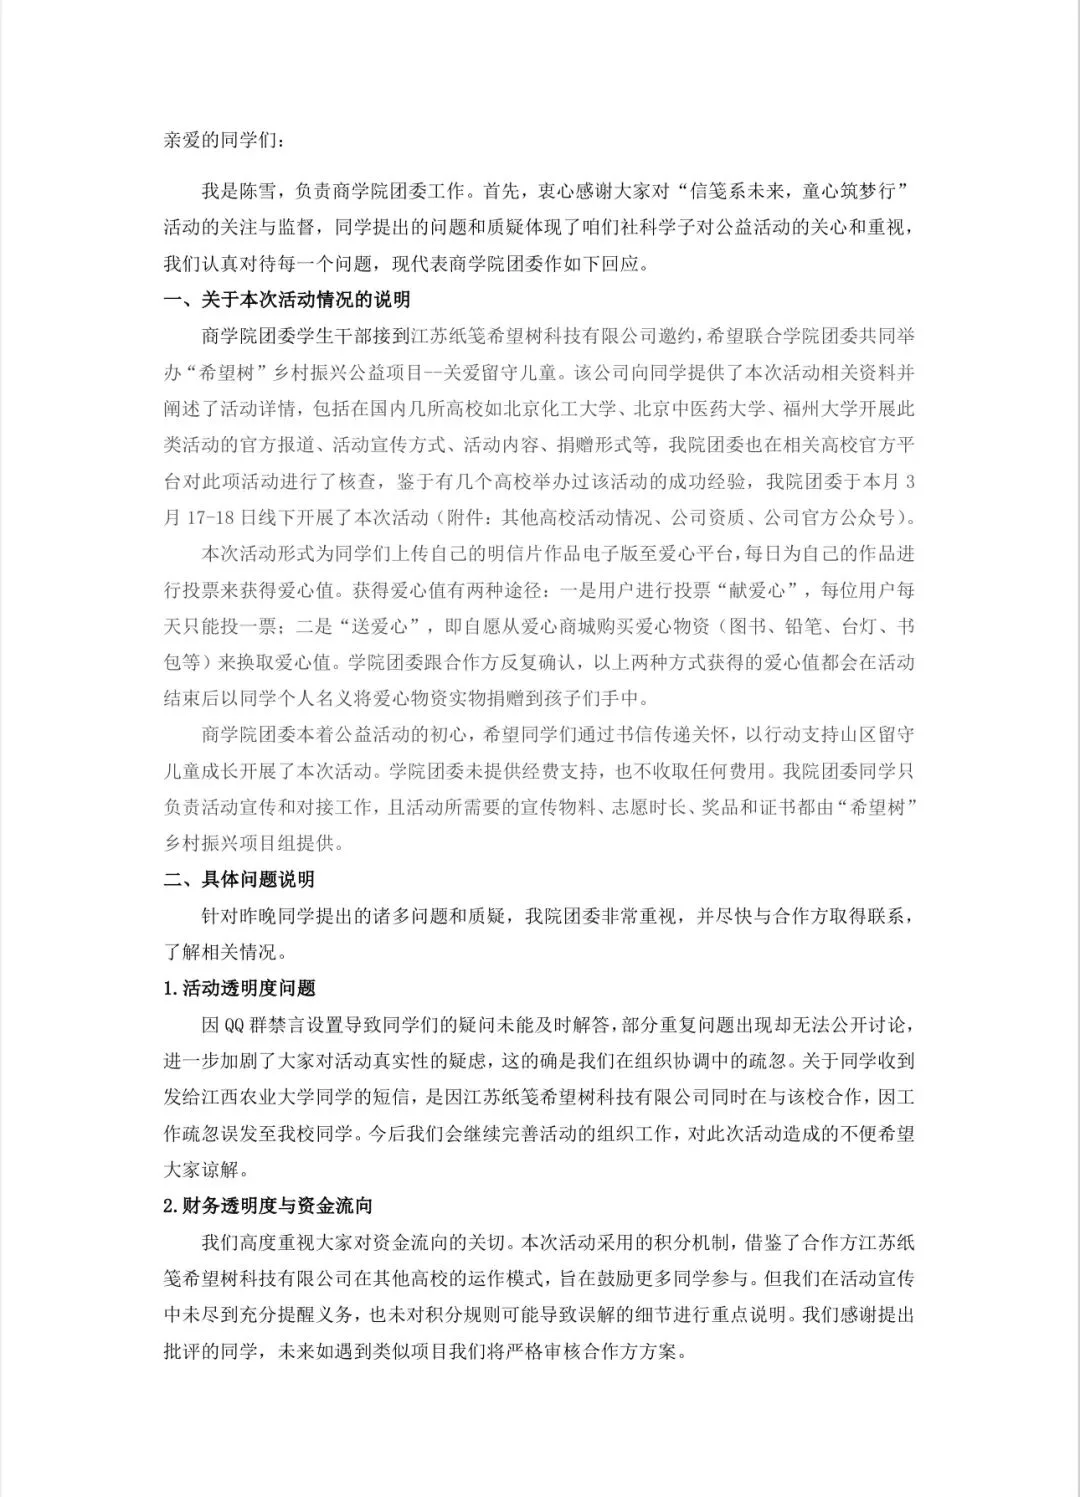 亲爱的同学们：
我是陈雪，负责商学院团委工作。首先，衷心感谢大家对“信笺系未来，童心筑梦行”
活动的关注与监督，同学提出的问题和质疑体现了咱们社科学子对公益活动的关心和重视，
我们认真对待每一个问题，现代表商学院团委作如下回应。
一、关于本次活动情况的说明
商学院团委学生干部接到江苏纸笺希望树科技有限公司邀约，希望联合学院团委共同举
办“希望树”乡村振兴公益项目--关爱留守儿童。该公司向同学提供了本次活动相关资料并
阐述了活动详情，包括在国内几所高校如北京化工大学、北京中医药大学、福州大学开展此
类活动的官方报道、活动宣传方式、活动内容、捐赠形式等，我院团委也在相关高校官方平
台对此项活动进行了核查，鉴于有几个高校举办过该活动的成功经验，我院团委于本月 3
月 17-18 日线下开展了本次活动（附件：其他高校活动情况、公司资质、公司官方公众号）。
本次活动形式为同学们上传自己的明信片作品电子版至爱心平台，每日为自己的作品进
行投票来获得爱心值。获得爱心值有两种途径：一是用户进行投票“献爱心”，每位用户每
天只能投一票；二是“送爱心”，即自愿从爱心商城购买爱心物资（图书、铅笔、台灯、书
包等）来换取爱心值。学院团委跟合作方反复确认，以上两种方式获得的爱心值都会在活动
结束后以同学个人名义将爱心物资实物捐赠到孩子们手中。
商学院团委本着公益活动的初心，希望同学们通过书信传递关怀，以行动支持山区留守
儿童成长开展了本次活动。学院团委未提供经费支持，也不收取任何费用。我院团委同学只
负责活动宣传和对接工作，且活动所需要的宣传物料、志愿时长、奖品和证书都由“希望树”
乡村振兴项目组提供。
二、具体问题说明
针对昨晚同学提出的诸多问题和质疑，我院团委非常重视，并尽快与合作方取得联系，
了解相关情况。
1.活动透明度问题
因 QQ 群禁言设置导致同学们的疑问未能及时解答，部分重复问题出现却无法公开讨论，
进一步加剧了大家对活动真实性的疑虑，这的确是我们在组织协调中的疏忽。关于同学收到
发给江西农业大学同学的短信，是因江苏纸笺希望树科技有限公司同时在与该校合作，因工
作疏忽误发至我校同学。今后我们会继续完善活动的组织工作，对此次活动造成的不便希望
大家谅解。
2.财务透明度与资金流向
我们高度重视大家对资金流向的关切。本次活动采用的积分机制，借鉴了合作方江苏纸
笺希望树科技有限公司在其他高校的运作模式，旨在鼓励更多同学参与。但我们在活动宣传
中未尽到充分提醒义务，也未对积分规则可能导致误解的细节进行重点说明。我们感谢提出
批评的同学，未来如遇到类似项目我们将严格审核合作方方案。